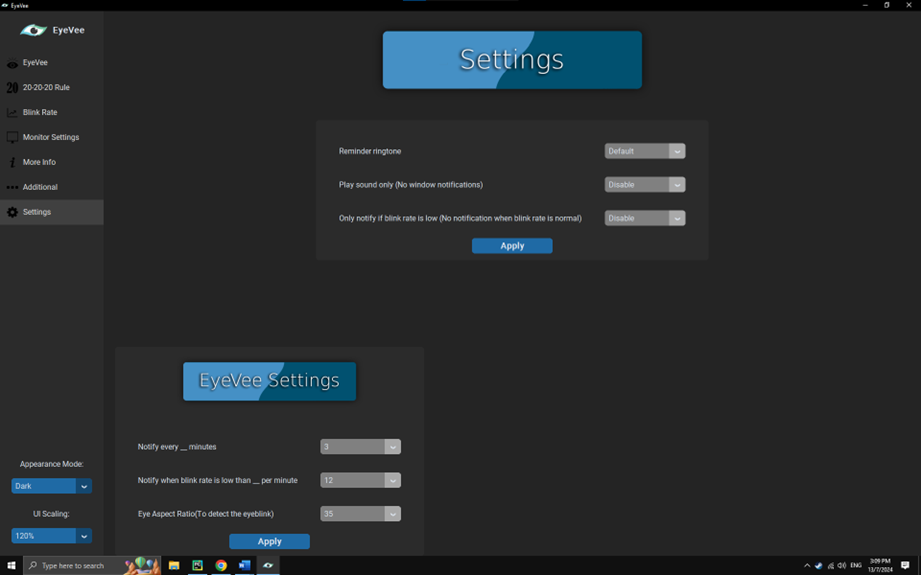 EyeVee
EyeVee
EyeVee
20 20-20-20 Rule
Blink Rate
Monitor Settings
More Info
Additional
Settings
Appearance Mode:
Dark
UI Scaling:
120%
Settings
Reminder ringtone
Default
Play sound only (No window notifications)
Disable
Only notify if blink rate is low (No notification when blink rate is normal)
Disable
Apply
EyeVee Settings
Notify every __ minutes
3
Notify when blink rate is low than __ per minute
12
Eye Aspect Ratio(To detect the eyeblink)
35
Apply
Type here to search
ENG
3:09 PM
13/7/2024